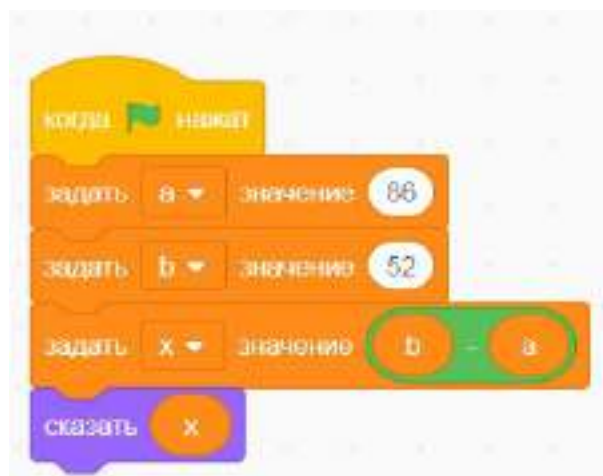 когда нажат
задать a значение 86
задать b значение 52
задать x значение b - a
сказать x